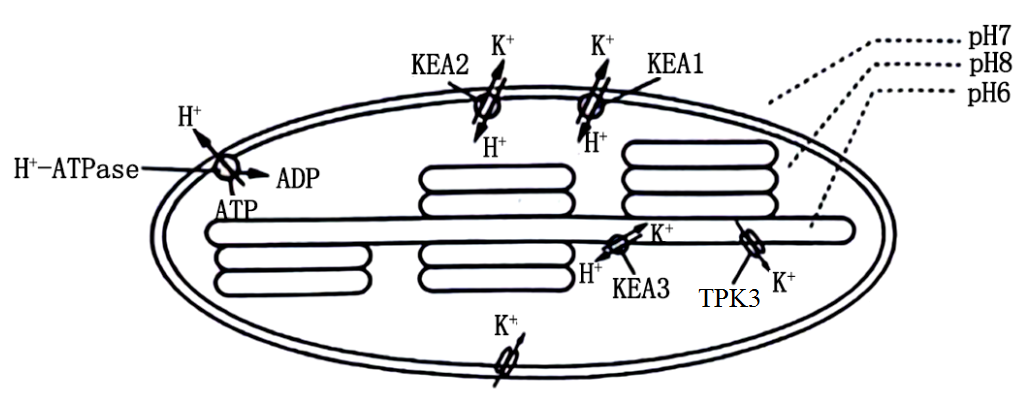 K⁺ K⁺ pH7
KEA2 KEA1 pH8
pH6
H⁺
H⁺ H⁺
H⁺-ATPase ADP
ATP
K⁺
H⁺ K⁺
KEA3 TPK3
K⁺